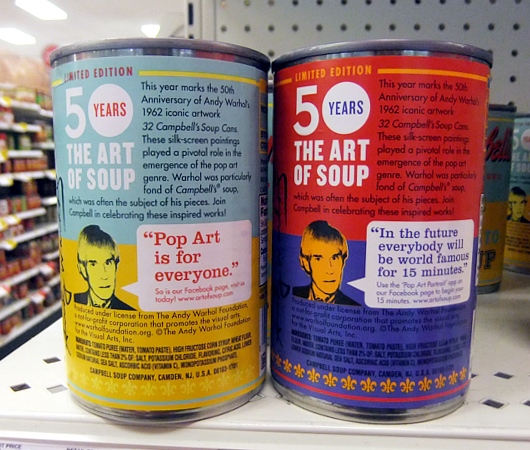 LIMITED EDITION
50 YEARS
THE ART
OF SOUP
This year marks the 50th
Anniversary of Andy Warhol's
1962 iconic artwork
32 Campbell's Soup Cans.
These silk-screen paintings
played a pivotal role in the
emergence of the pop art
genre. Warhol was particularly
fond of Campbell's® soup,
which was often the subject of his pieces. Join
Campbell in celebrating these inspired works!
"Pop Art
is for
everyone."
So is our Facebook page, visit us
today! www.artofsoup.com
Produced under license from The Andy Warhol Foundation,
a not-for-profit corporation that promotes the visual arts.
www.warholfoundation.org. ©The Andy Warhol Foundation
for the Visual Arts, Inc.
CAMPBELL SOUP COMPANY, CAMDEN, NJ, U.S.A.
LIMITED EDITION
50 YEARS
THE ART
OF SOUP
This year marks the 50th
Anniversary of Andy Warhol's
1962 iconic artwork
32 Campbell's Soup Cans.
These silk-screen paintings
played a pivotal role in the
emergence of the pop art
genre. Warhol was particularly
fond of Campbell's® soup,
which was often the subject of his pieces. Join
Campbell in celebrating these inspired works!
"In the future
everybody will
be world famous
for 15 minutes."
Use the 'Pop Art Portrait' app on
our Facebook page to begin your
15 minutes. www.artofsoup.com
Produced under license from The Andy Warhol Foundation,
a not-for-profit corporation that promotes the visual arts.
www.warholfoundation.org. ©The Andy Warhol Foundation
for the Visual Arts, Inc.
CAMPBELL SOUP COMPANY, CAMDEN, NJ, U.S.A.